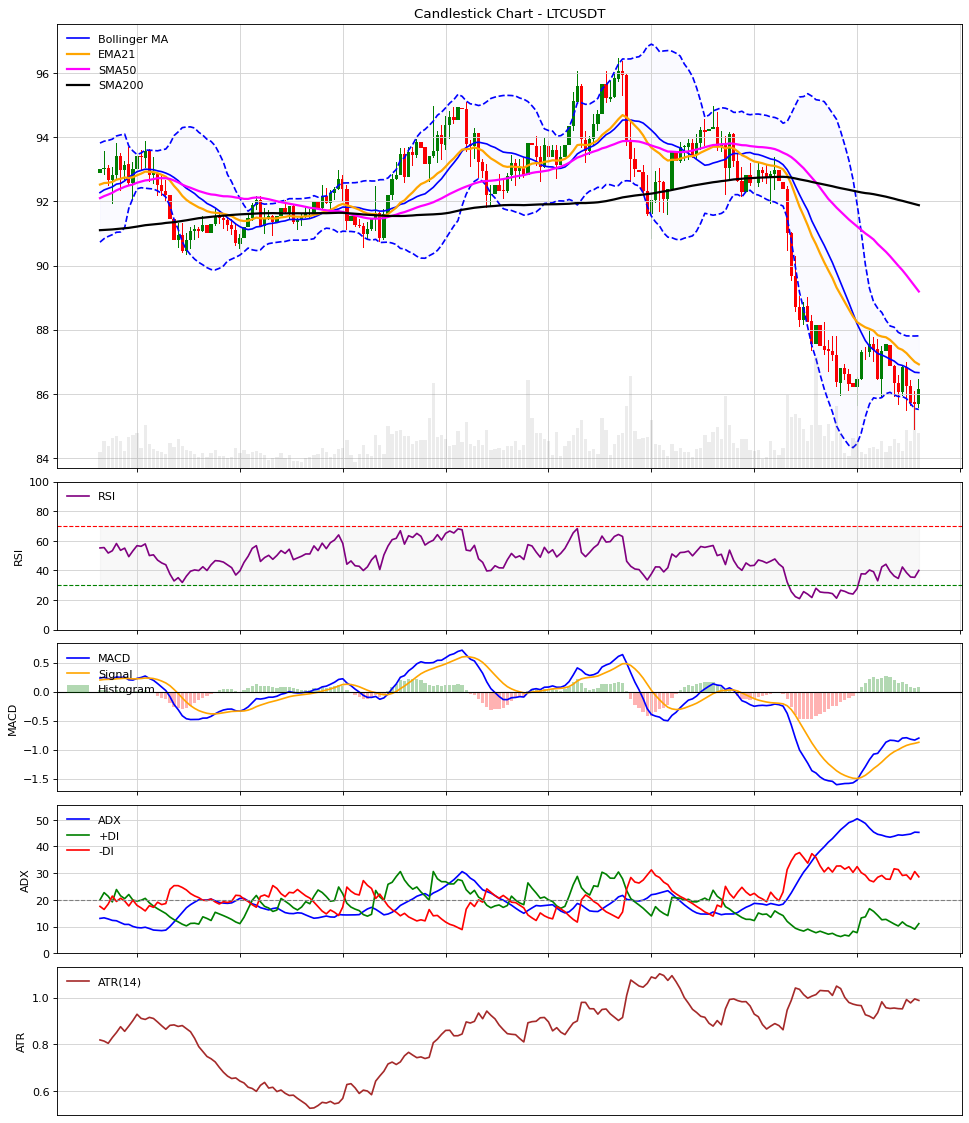 Candlestick Chart - LTCUSDT
Bollinger MA
EMA21
SMA50
SMA200
96
94
92
90
88
86
84
RSI
RSI
100
80
60
40
20
0
MACD
Signal
Histogram
MACD
0.5
0.0
−0.5
−1.0
−1.5
ADX
+DI
-DI
ADX
50
40
30
20
10
0
ATR(14)
ATR
1.0
0.8
0.6